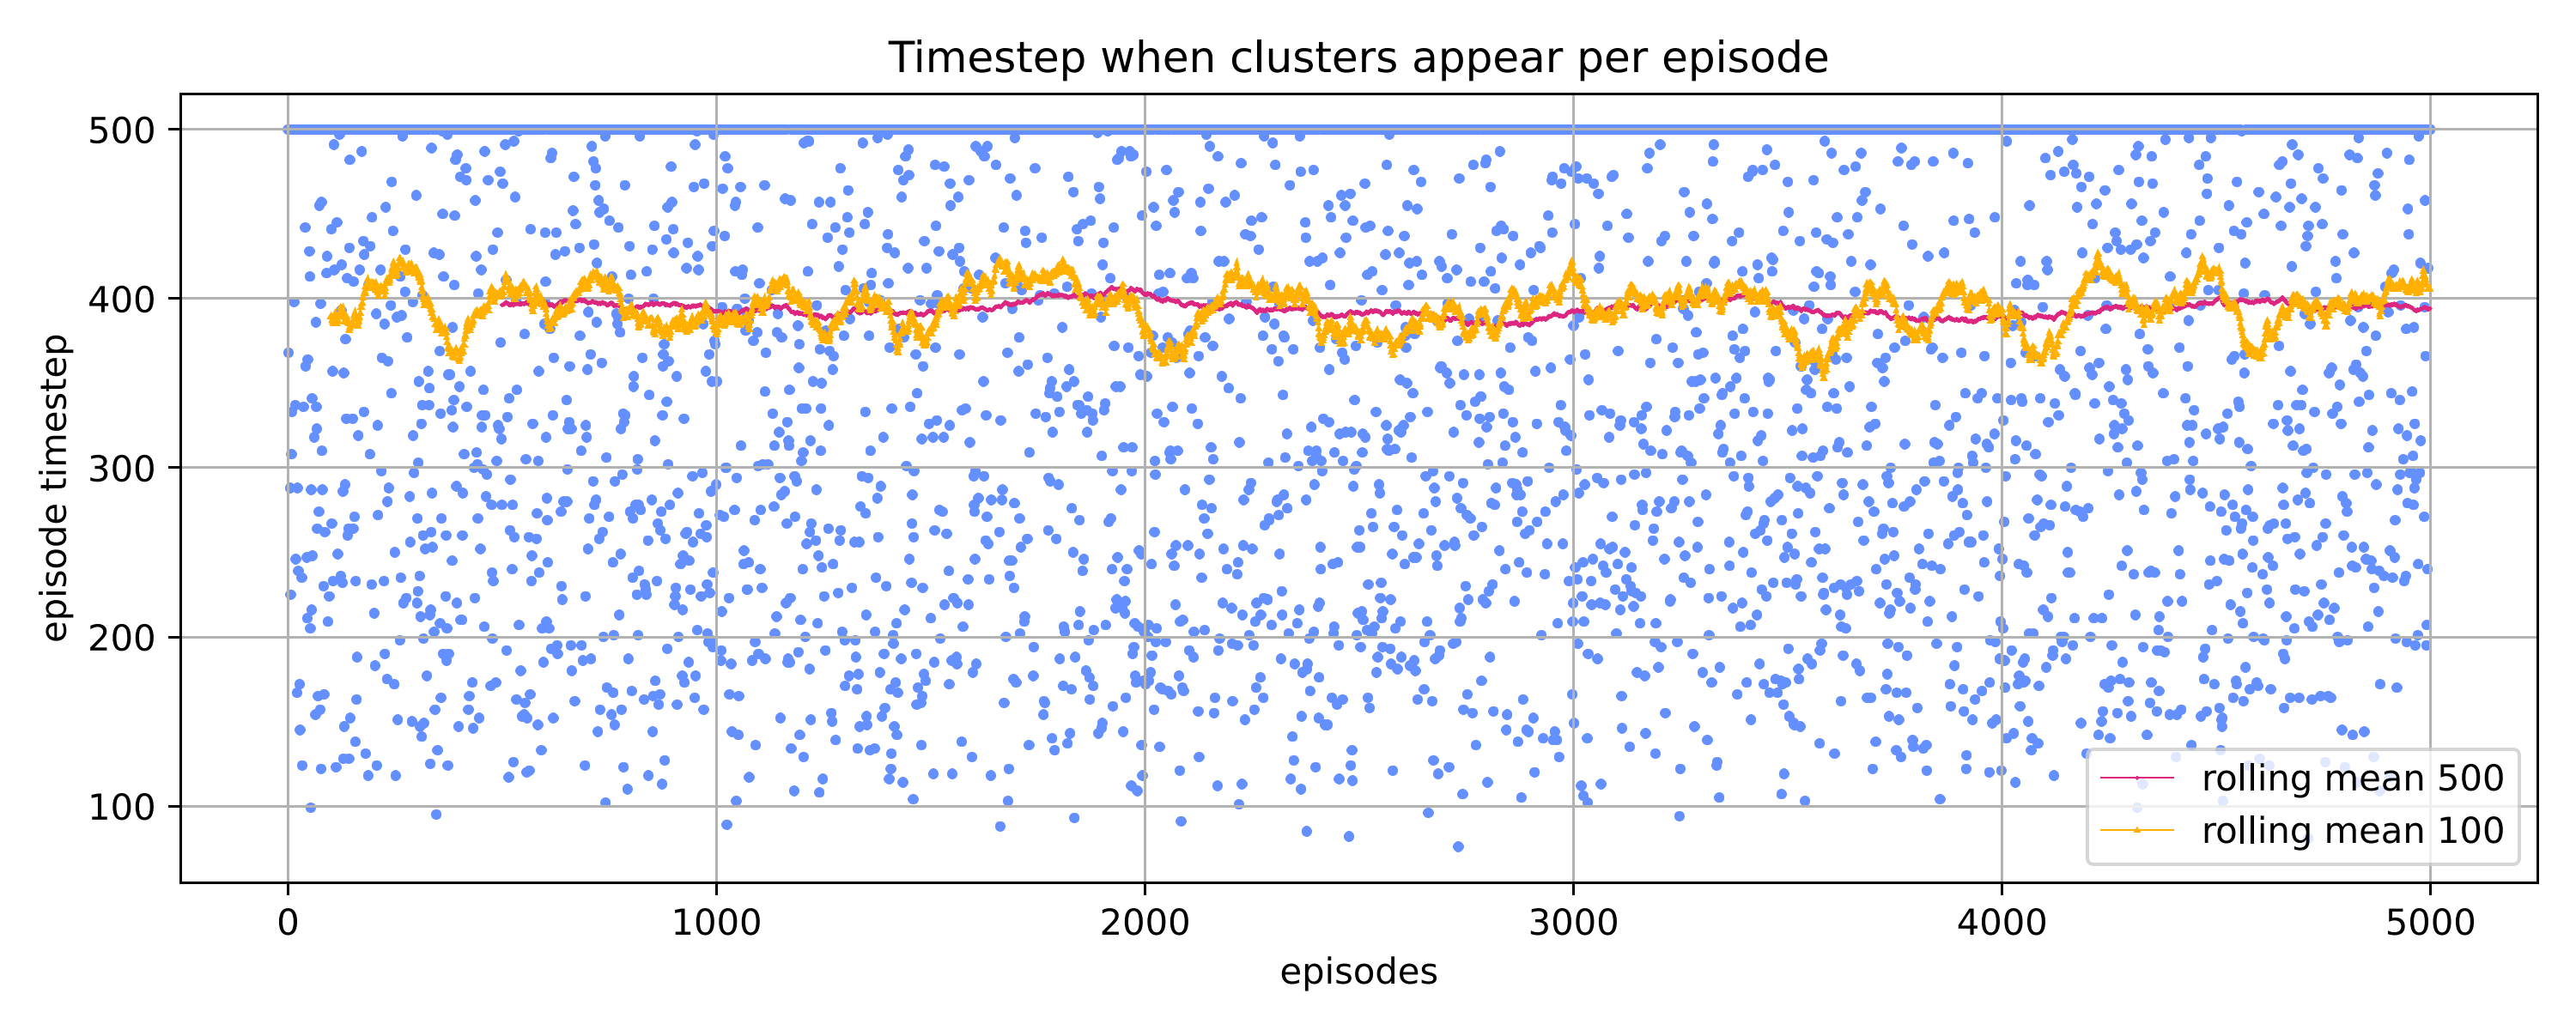 Timestep when clusters appear per episode
episode timestep
500
400
300
200
100
0 1000 2000 3000 4000 5000
episodes
rolling mean 500
rolling mean 100